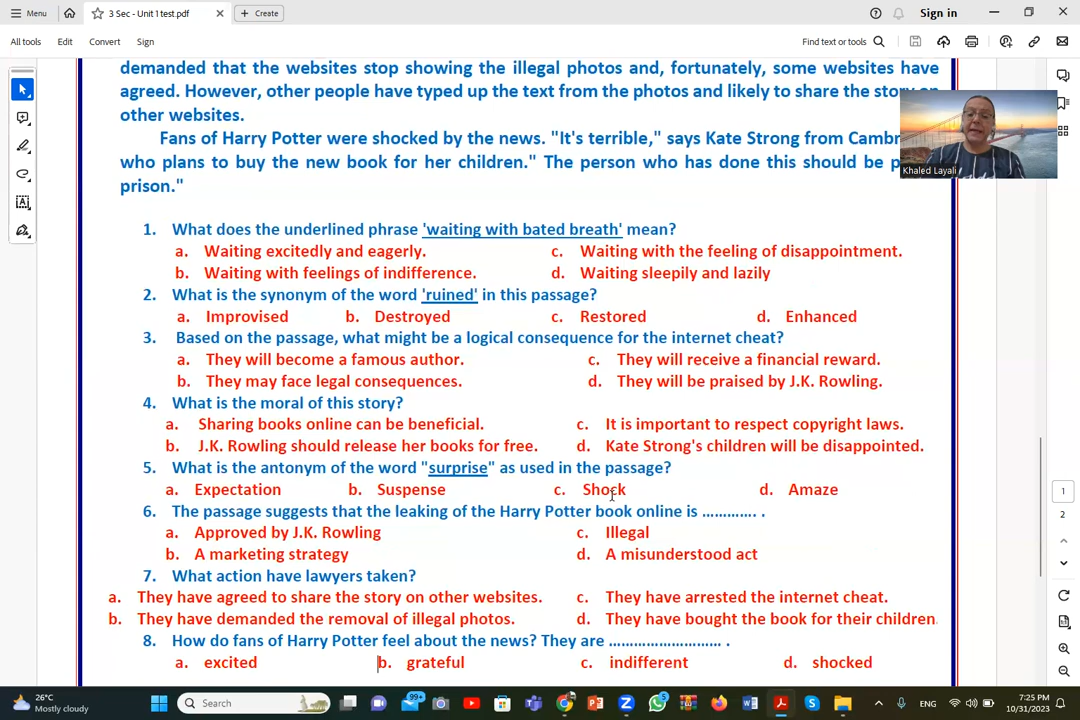 Menu
3 Sec - Unit 1 test.pdf
Create
Sign in
All tools
Edit
Convert
Sign
Find text or tools
demanded that the websites stop showing the illegal photos and, fortunately, some websites have
agreed. However, other people have typed up the text from the photos and likely to share the story on
other websites.
Fans of Harry Potter were shocked by the news. "It's terrible," says Kate Strong from
who plans to buy the new book for her children." The person who has done this should be
prison."
Khaled Layali
1. What does the underlined phrase 'waiting with bated breath' mean?
a. Waiting excitedly and eagerly. c. Waiting with the feeling of disappointment.
b. Waiting with feelings of indifference. d. Waiting sleepily and lazily
2. What is the synonym of the word 'ruined' in this passage?
a. Improvised b. Destroyed c. Restored d. Enhanced
3. Based on the passage, what might be a logical consequence for the internet cheat?
a. They will become a famous author. c. They will receive a financial reward.
b. They may face legal consequences. d. They will be praised by J.K. Rowling.
4. What is the moral of this story?
a. Sharing books online can be beneficial. c. It is important to respect copyright laws.
b. J.K. Rowling should release her books for free. d. Kate Strong's children will be disappointed.
5. What is the antonym of the word "surprise" as used in the passage?
a. Expectation b. Suspense c. Shock d. Amaze
6. The passage suggests that the leaking of the Harry Potter book online is …………. .
a. Approved by J.K. Rowling c. Illegal
b. A marketing strategy d. A misunderstood act
7. What action have lawyers taken?
a. They have agreed to share the story on other websites. c. They have arrested the internet cheat.
b. They have demanded the removal of illegal photos. d. They have bought the book for their children.
8. How do fans of Harry Potter feel about the news? They are ……………………… .
a. excited b. grateful c. indifferent d. shocked
1
2
26°C
Mostly cloudy
Search
99+
5
ENG
7:25 PM
10/31/2023